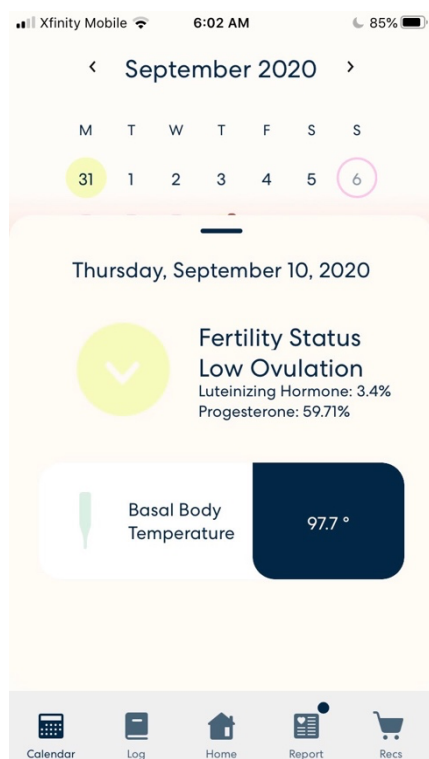 Xfinity Mobile 6:02 AM 85%
September 2020
M T W T F S S
31 1 2 3 4 5 6
Thursday, September 10, 2020
Fertility Status
Low Ovulation
Luteinizing Hormone: 3.4%
Progesterone: 59.71%
Basal Body
Temperature
97.7 °
Calendar Log Home Report Recs